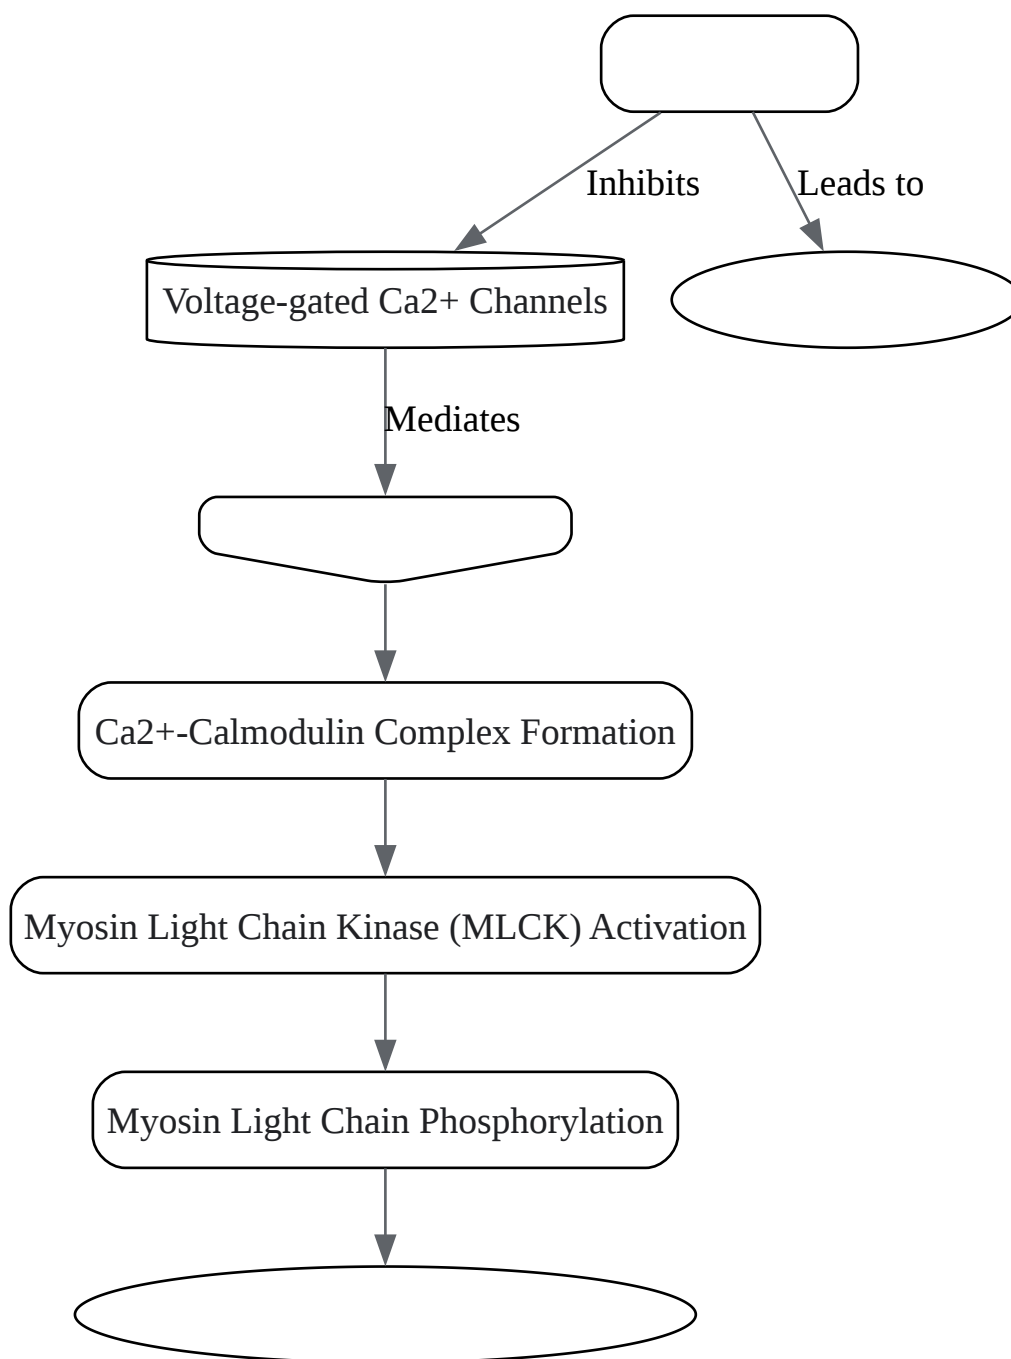 Inhibits
Leads to
Voltage-gated Ca2+ Channels
Mediates
Ca2+-Calmodulin Complex Formation
Myosin Light Chain Kinase (MLCK) Activation
Myosin Light Chain Phosphorylation